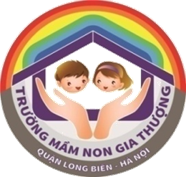 TRƯỜNG MẦM NON GIA THƯỢNG
QUẬN LONG BIÊN - HÀ NỘI